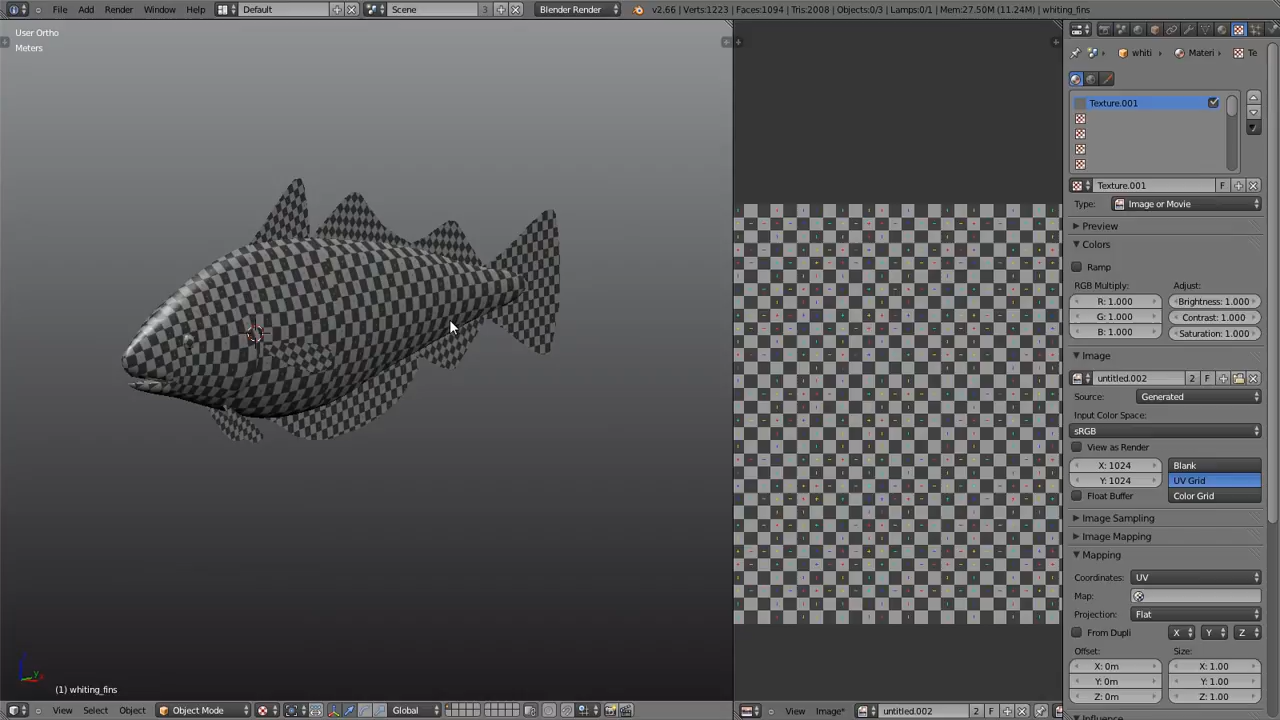 File Add Render Window Help Default Scene 3 Blender Render v2.66 | Verts:1223 | Faces:1094 | Tris:2008 | Objects:0/3 | Lamps:0/1 | Mem:27.50M (11.24M) | whiting_fins
User Ortho
Meters
whiti Materi Te
Texture.001
Texture.001 F
Type: Image or Movie
Preview
Colors
Ramp
RGB Multiply: Adjust:
R: 1.000 Brightness: 1.000
G: 1.000 Contrast: 1.000
B: 1.000 Saturation: 1.000
Image
untitled.002 2 F
Source: Generated
Input Color Space:
sRGB
View as Render
X: 1024 Blank
Y: 1024 UV Grid
Float Buffer Color Grid
Image Sampling
Image Mapping
Mapping
Coordinates: UV
Map:
Projection: Flat
From Dupli X Y Z
Offset: Size:
X: 0m X: 1.00
Y: 0m Y: 1.00
Z: 0m Z: 1.00
Influence
(1) whiting_fins
View Select Object Object Mode Global View Image* untitled.002 2 F